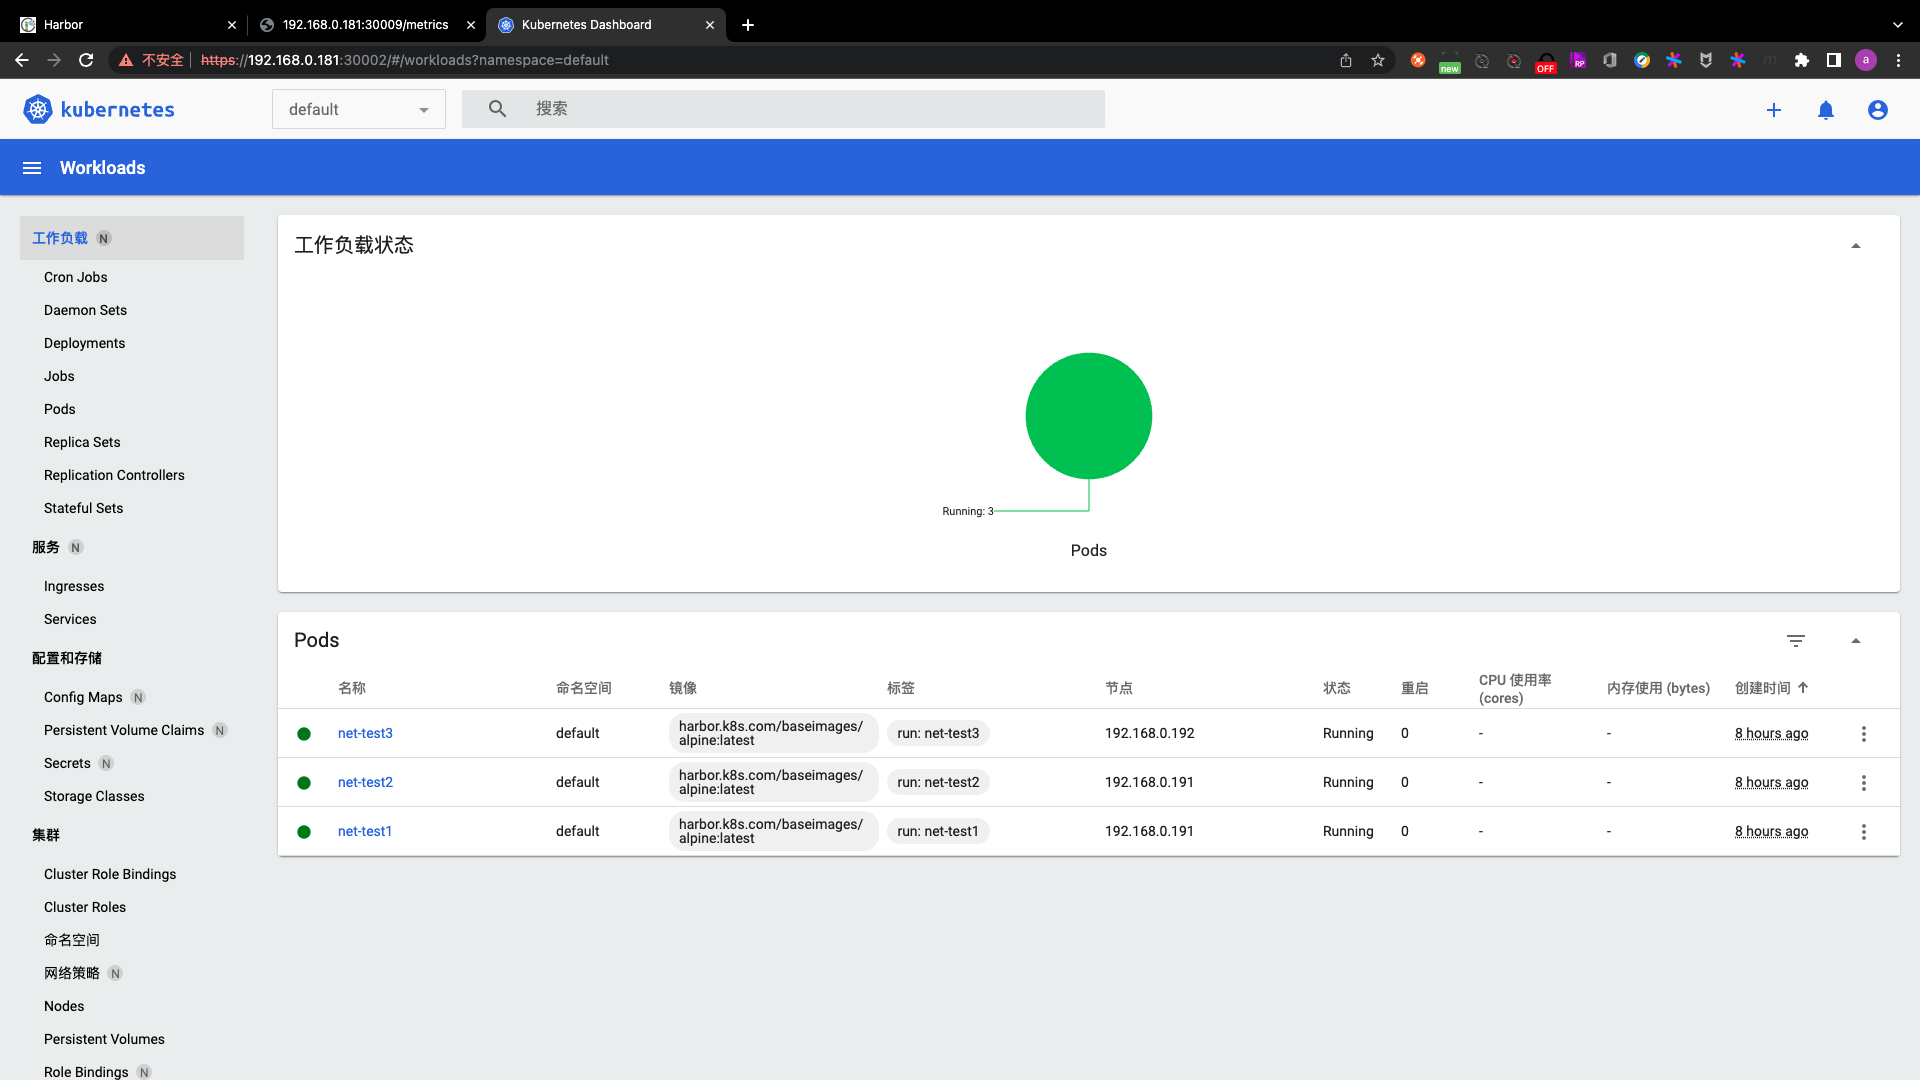 Harbor
192.168.0.181:30009/metrics
Kubernetes Dashboard
不安全
https://192.168.0.181:30002/#/workloads?namespace=default
new
OFF
RP
a
kubernetes
default
搜索
Workloads
工作负载 N
Cron Jobs
Daemon Sets
Deployments
Jobs
Pods
Replica Sets
Replication Controllers
Stateful Sets
服务 N
Ingresses
Services
配置和存储
Config Maps N
Persistent Volume Claims N
Secrets N
Storage Classes
集群
Cluster Role Bindings
Cluster Roles
命名空间
网络策略 N
Nodes
Persistent Volumes
Role Bindings N
工作负载状态
Running: 3
Pods
Pods
名称 命名空间 镜像 标签 节点 状态 重启 CPU 使用率 (cores) 内存使用 (bytes) 创建时间
net-test3 default harbor.k8s.com/baseimages/alpine:latest run: net-test3 192.168.0.192 Running 0 - - 8 hours ago
net-test2 default harbor.k8s.com/baseimages/alpine:latest run: net-test2 192.168.0.191 Running 0 - - 8 hours ago
net-test1 default harbor.k8s.com/baseimages/alpine:latest run: net-test1 192.168.0.191 Running 0 - - 8 hours ago